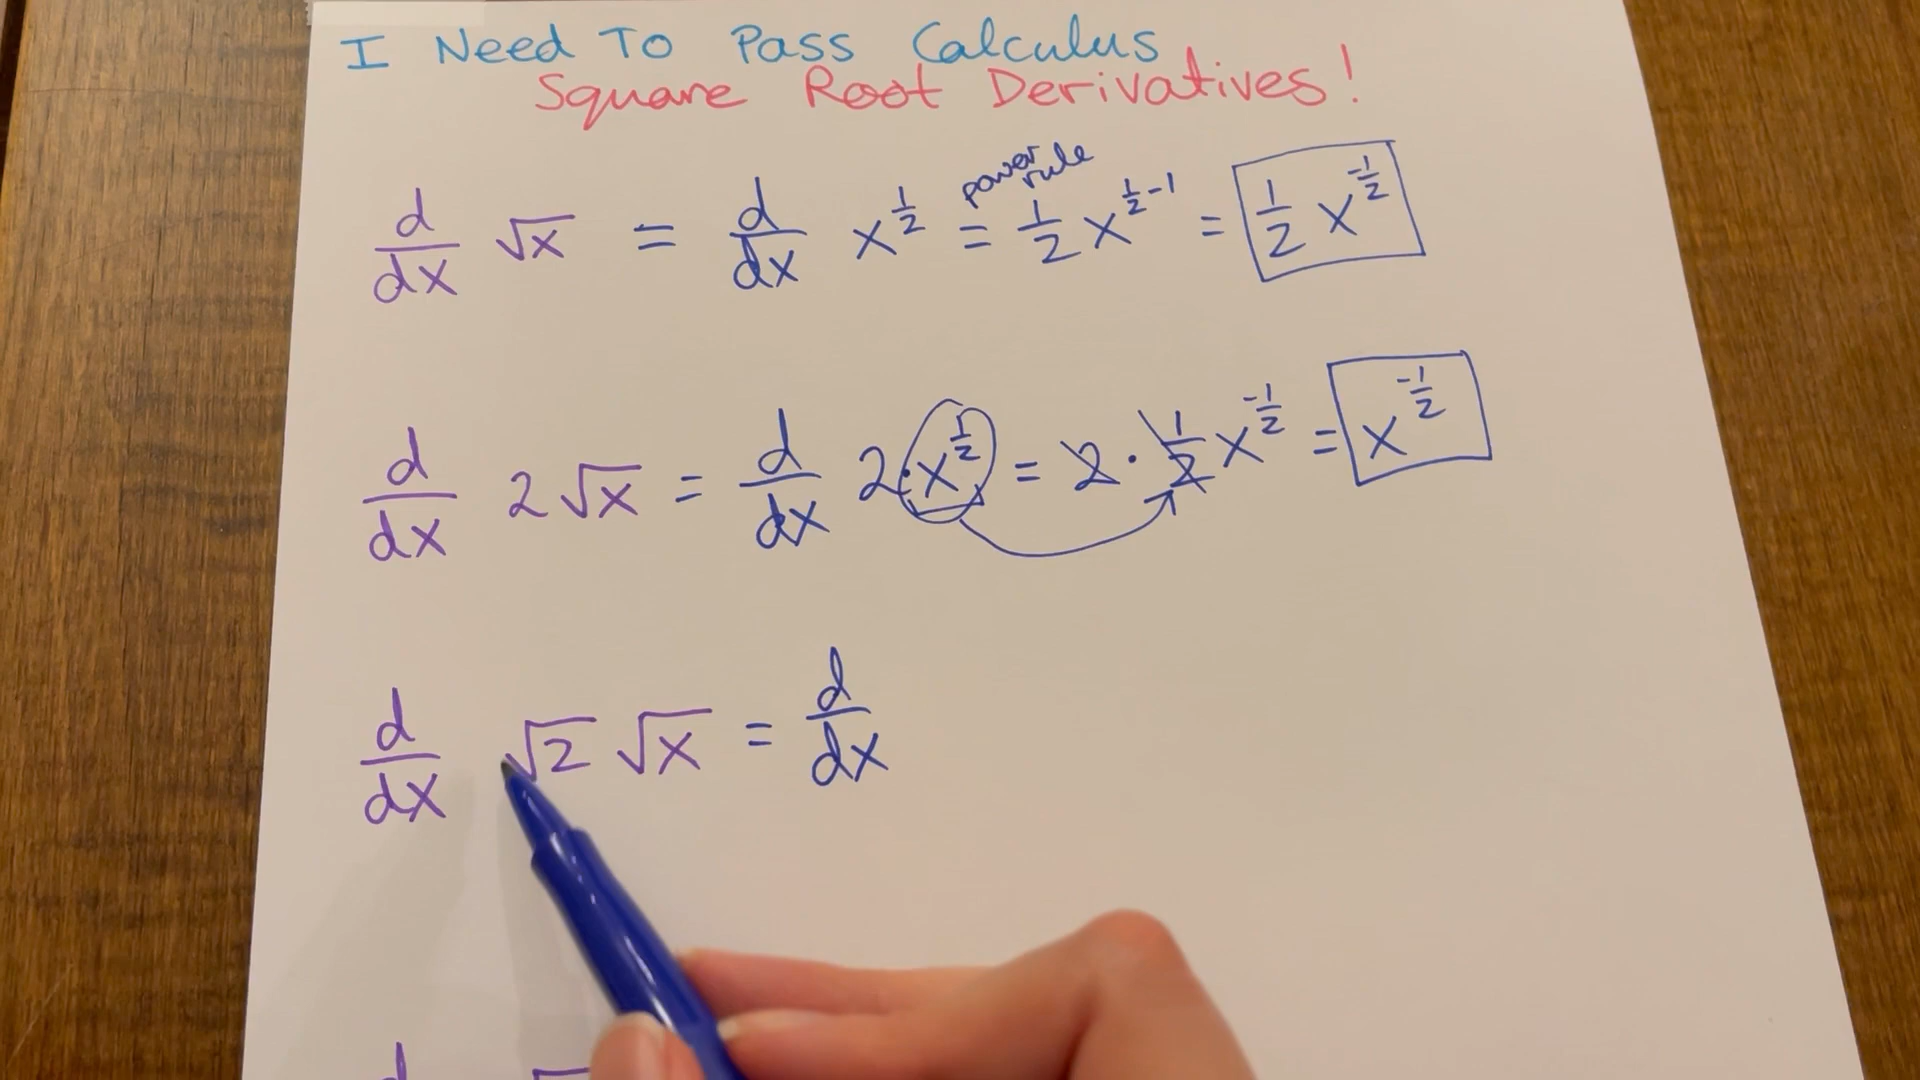 I Need To Pass Calculus
Square Root Derivatives!
d/dx √x = d/dx x^(1/2) =^(power rule) 1/2 x^(1/2 - 1) = 1/2 x^(-1/2)
d/dx 2√x = d/dx 2·x^(1/2) = 2 · 1/2 x^(-1/2) = x^(-1/2)
d/dx √2 √x = d/dx
d